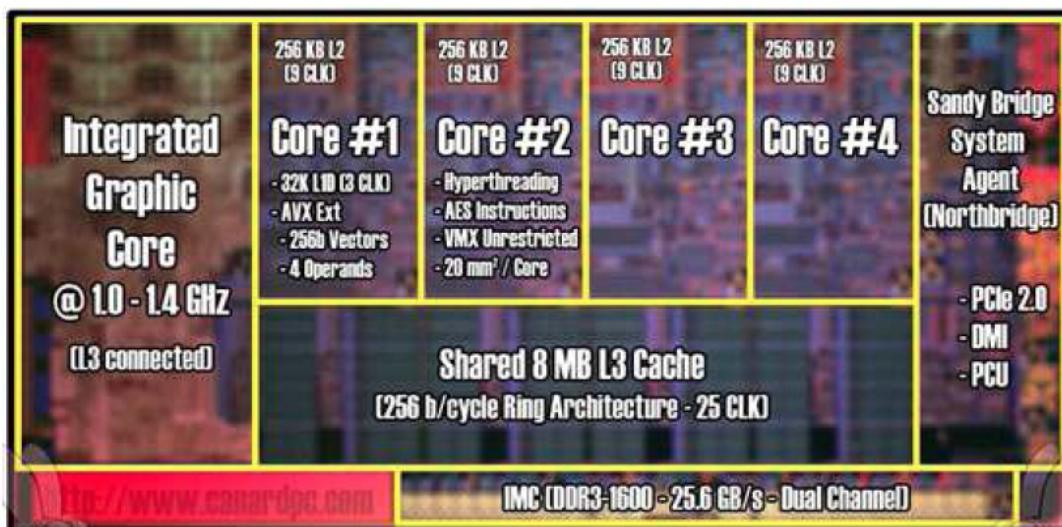 Integrated
Graphic
Core
@ 1.0 - 1.4 GHz
(L3 connected)
256 KB L2
(9 CLK)
Core #1
- 32K L1D (3 CLK)
- AVX Ext
- 256b Vectors
- 4 Operands
256 KB L2
(9 CLK)
Core #2
- Hyperthreading
- AES Instructions
- VMX Unrestricted
- 20 mm² / Core
256 KB L2
(9 CLK)
Core #3
256 KB L2
(9 CLK)
Core #4
Sandy Bridge
System
Agent
(Northbridge)
- PCIe 2.0
- DMI
- PCU
Shared 8 MB L3 Cache
(256 b/cycle Ring Architecture - 25 CLK)
http://www.canardpc.com
IMC (DDR3-1600 - 25.6 GB/s - Dual Channel)